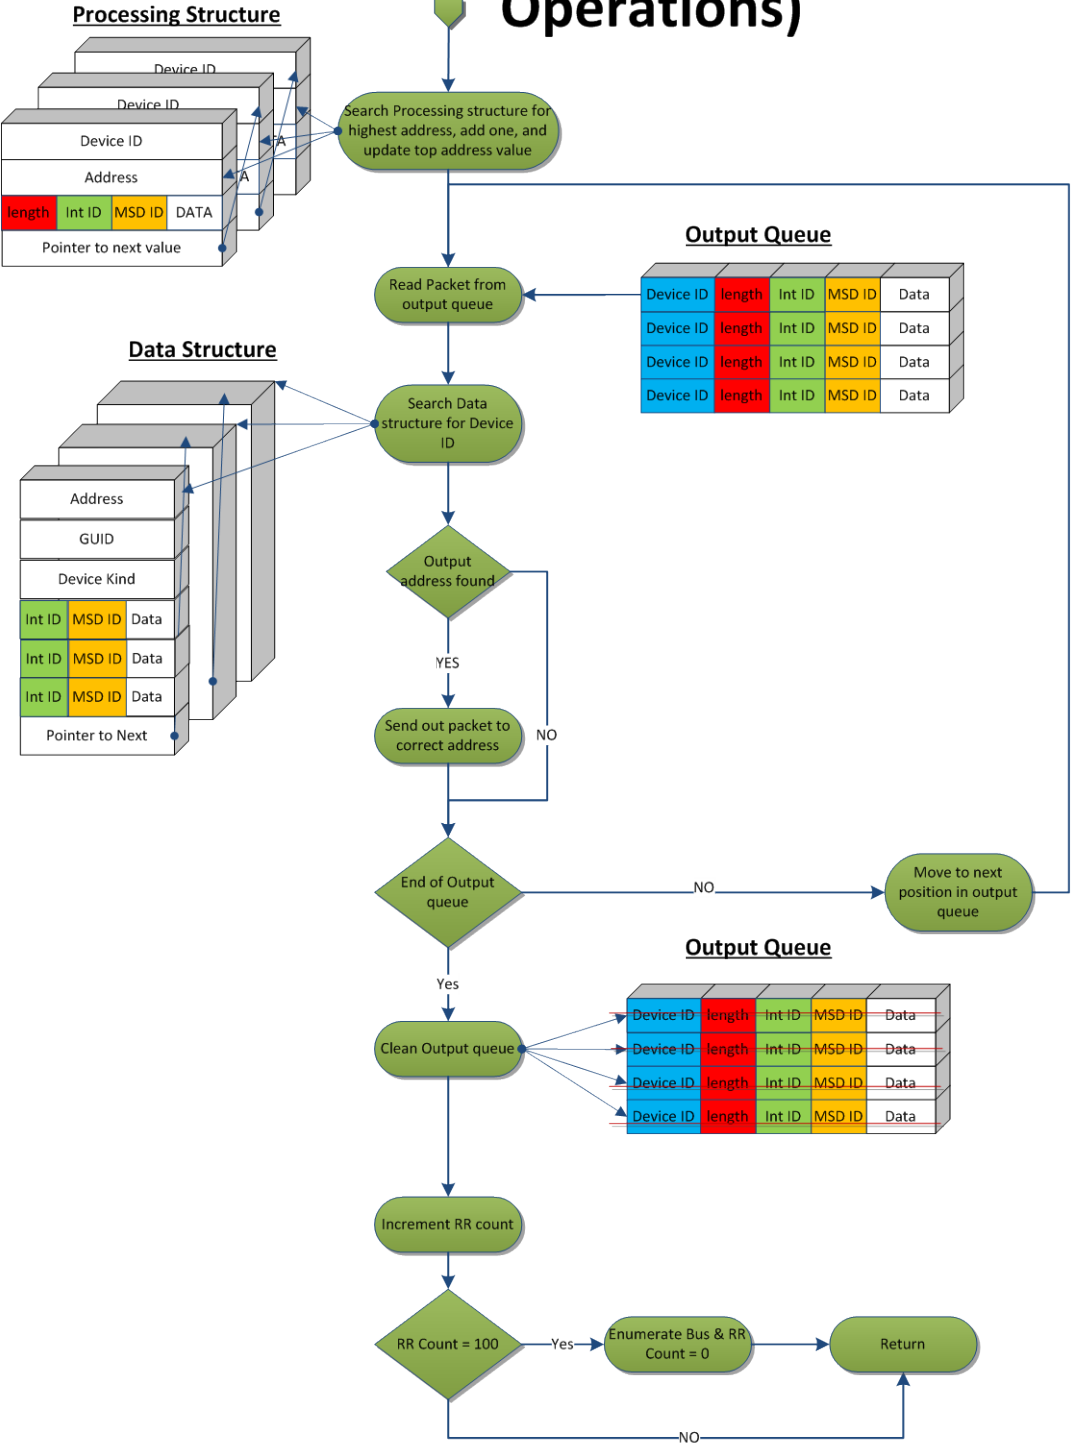 Operations)
Processing Structure
Device ID
Device ID
Device ID
Address
TA
A
length Int ID MSD ID DATA
Pointer to next value
Search Processing structure for
highest address, add one, and
update top address value
Output Queue
Read Packet from
output queue
Device ID length Int ID MSD ID Data
Device ID length Int ID MSD ID Data
Device ID length Int ID MSD ID Data
Device ID length Int ID MSD ID Data
Data Structure
Search Data
structure for Device
ID
Address
GUID
Device Kind
Int ID MSD ID Data
Int ID MSD ID Data
Int ID MSD ID Data
Pointer to Next
Output
address found
YES
NO
Send out packet to
correct address
End of Output
queue
NO
Move to next
position in output
queue
Yes
Output Queue
Clean Output queue
Device ID length Int ID MSD ID Data
Device ID length Int ID MSD ID Data
Device ID length Int ID MSD ID Data
Device ID length Int ID MSD ID Data
Increment RR count
RR Count = 100
Yes
Enumerate Bus & RR
Count = 0
Return
NO